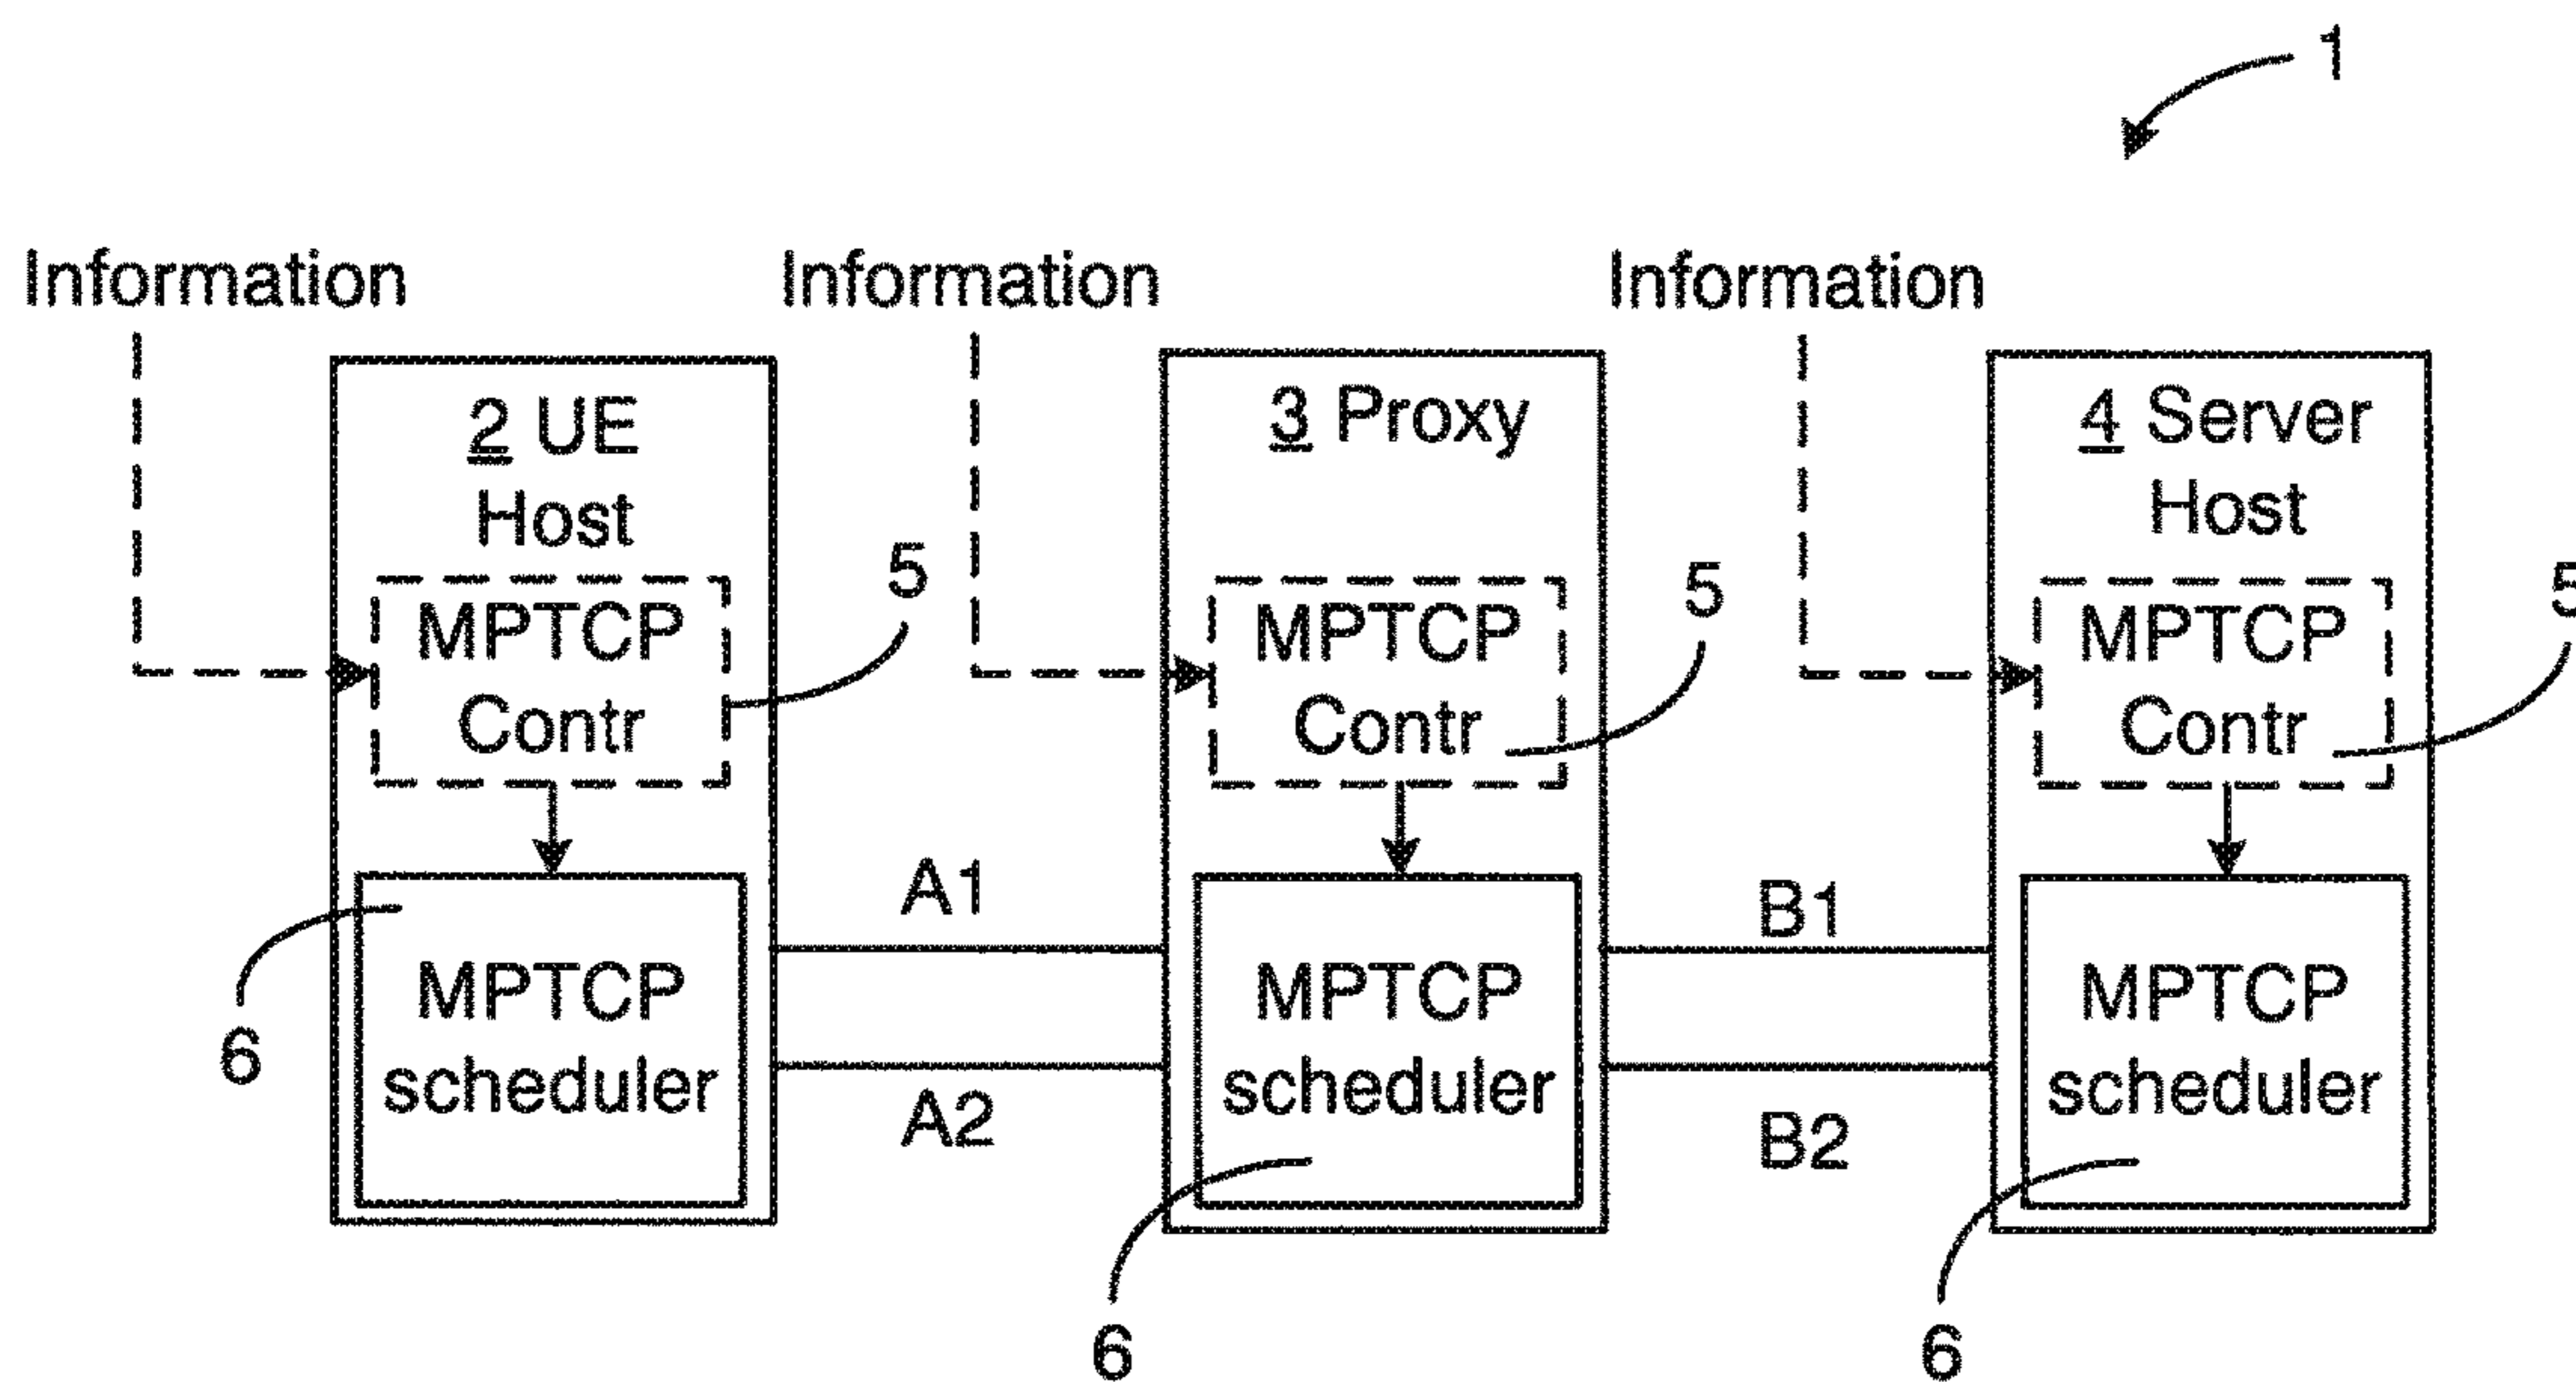 1
Information
Information
Information
2 UE
Host
3 Proxy
4 Server
Host
5
5
5
MPTCP
Contr
MPTCP
Contr
MPTCP
Contr
A1
B1
MPTCP
scheduler
MPTCP
scheduler
MPTCP
scheduler
6
A2
B2
6
6